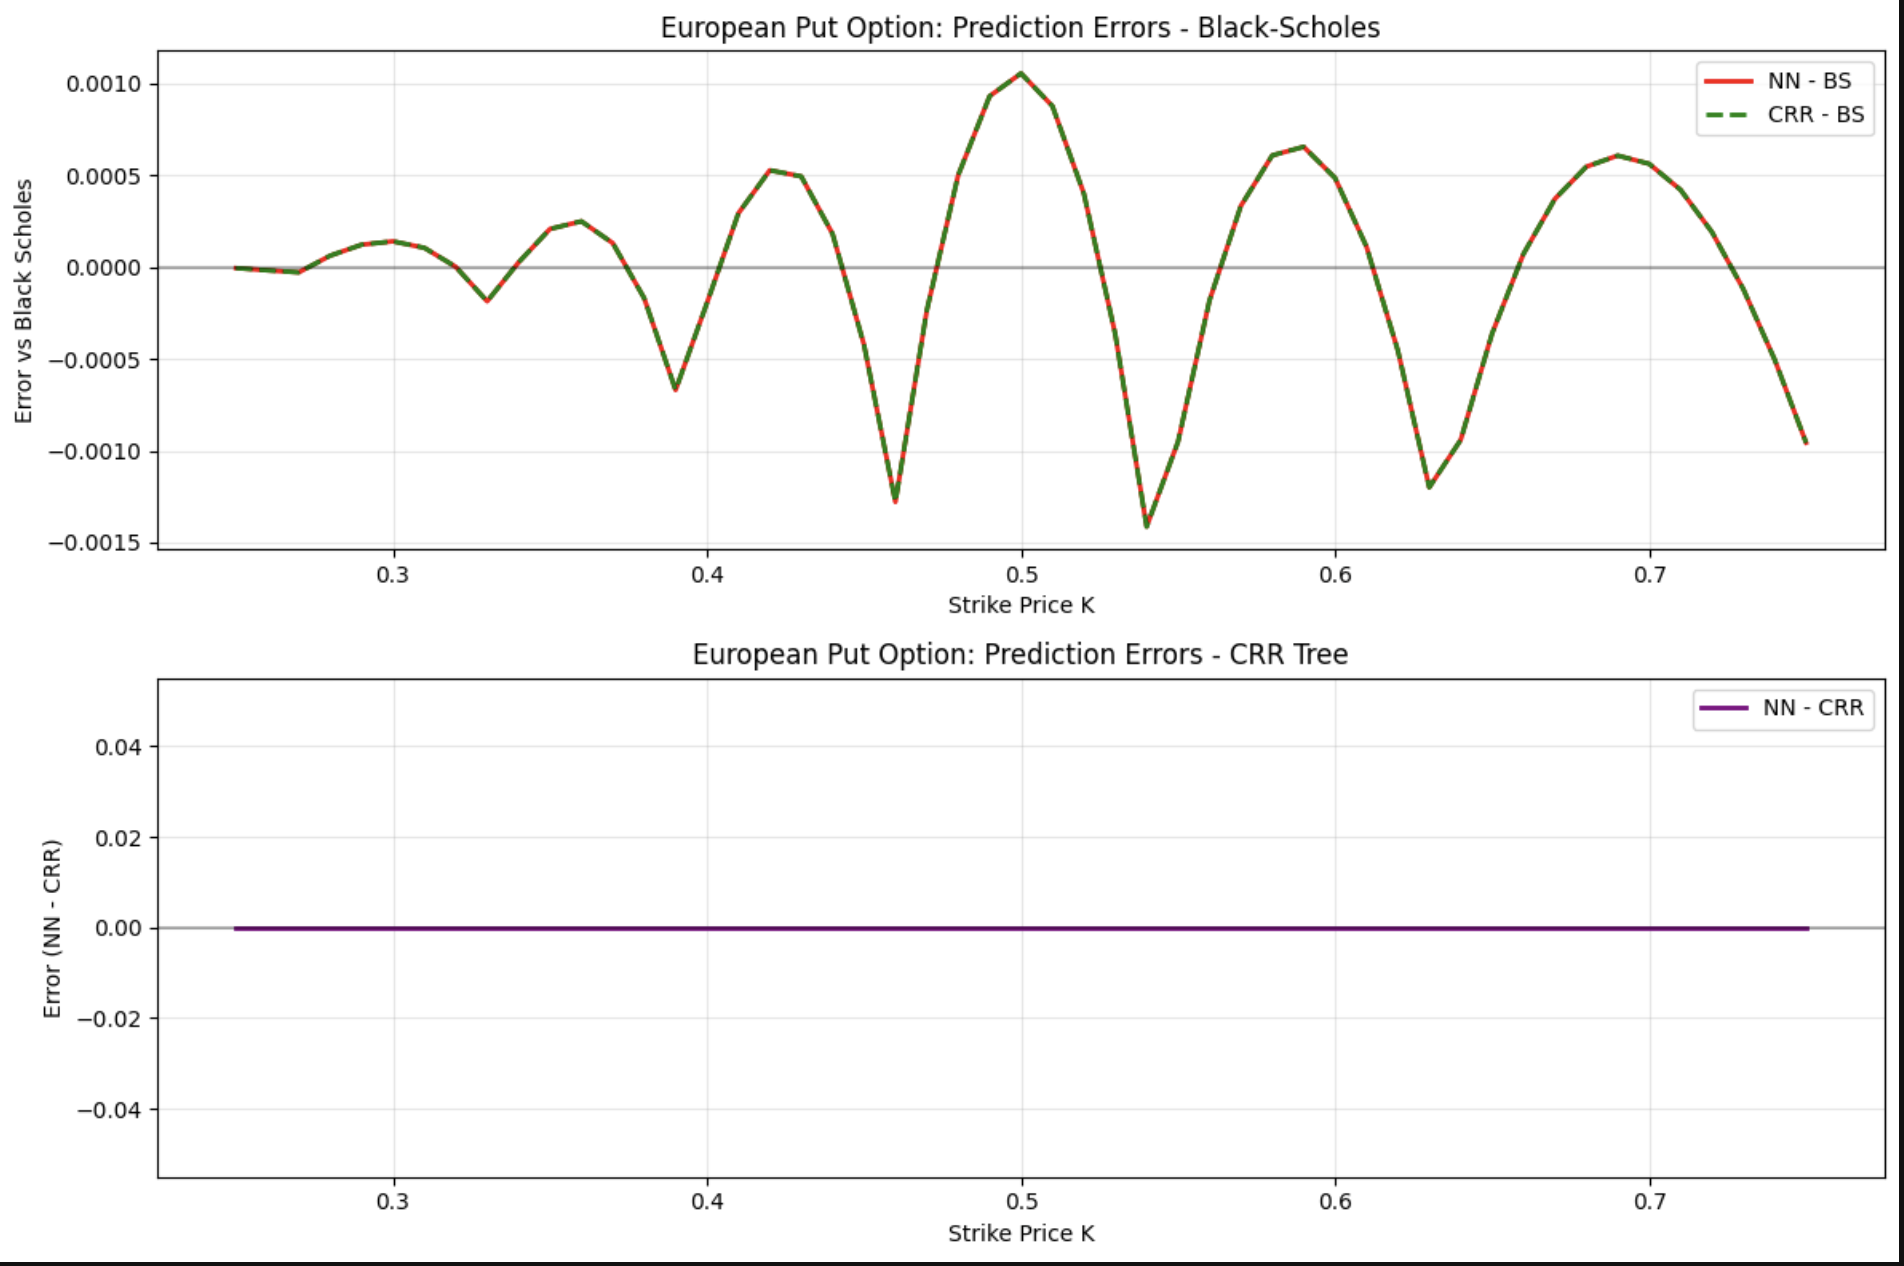 European Put Option: Prediction Errors - Black-Scholes
0.0010
0.0005
0.0000
−0.0005
−0.0010
−0.0015
Error vs Black Scholes
NN - BS
CRR - BS
0.3
0.4
0.5
0.6
0.7
Strike Price K
European Put Option: Prediction Errors - CRR Tree
0.04
0.02
0.00
−0.02
−0.04
Error (NN - CRR)
NN - CRR
0.3
0.4
0.5
0.6
0.7
Strike Price K